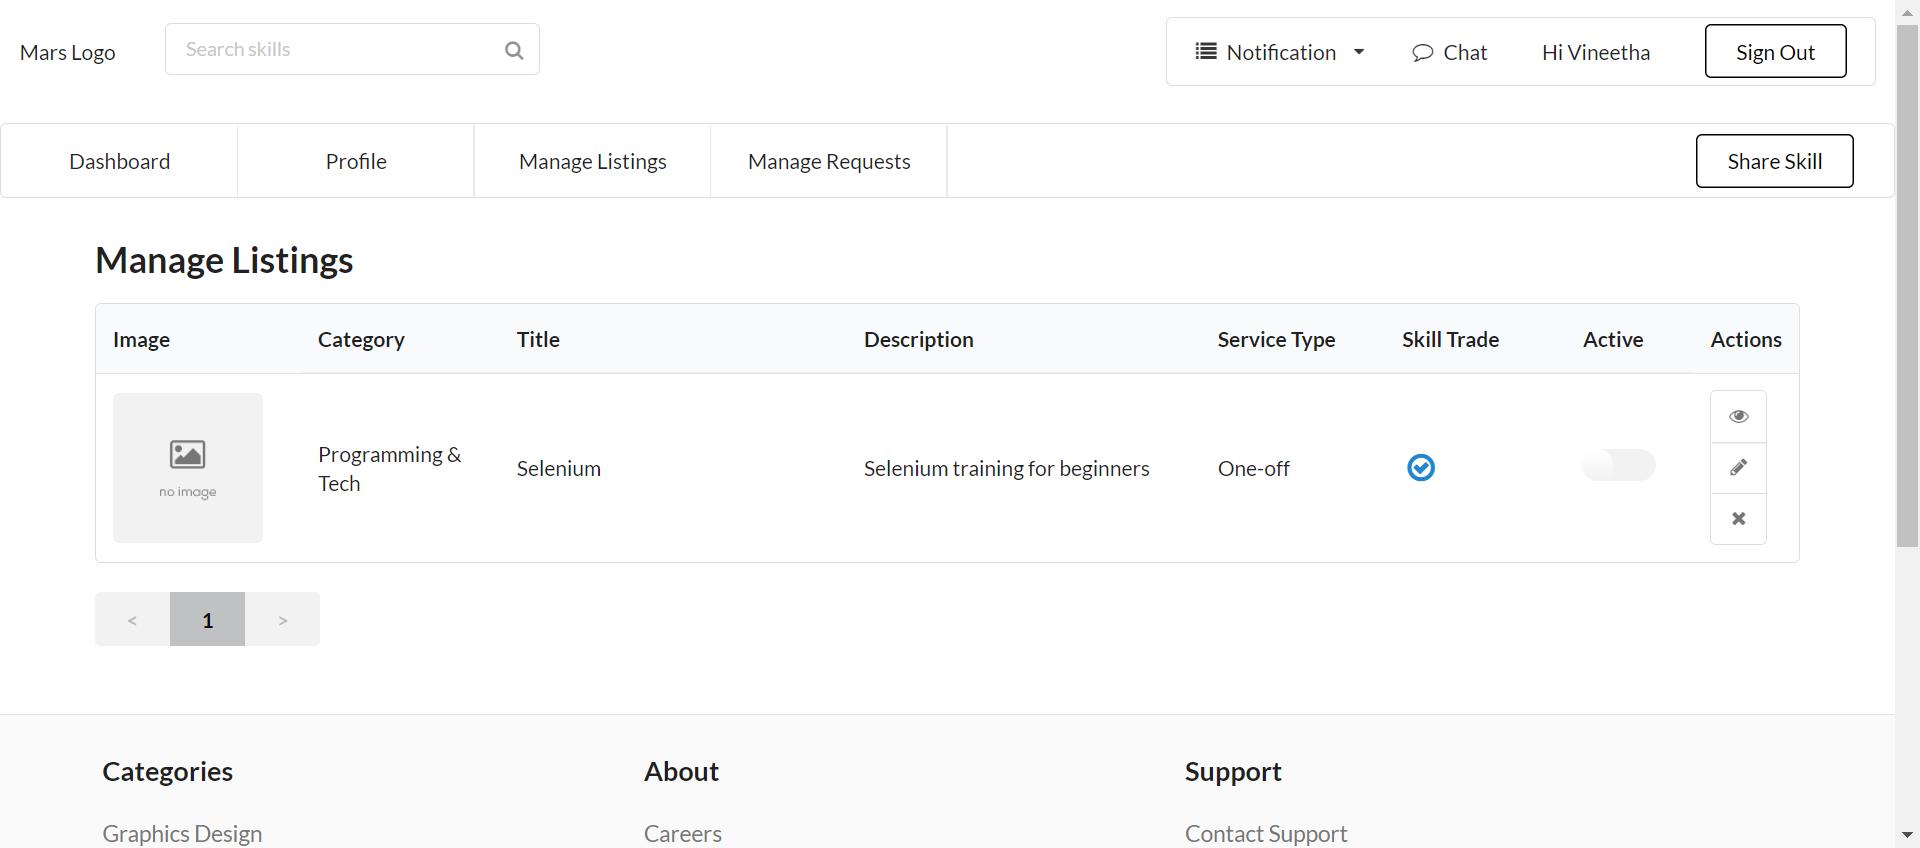 Mars Logo
Search skills
Notification
Chat
Hi Vineetha
Sign Out
Dashboard
Profile
Manage Listings
Manage Requests
Share Skill
Manage Listings
Image
Category
Title
Description
Service Type
Skill Trade
Active
Actions
no image
Programming &
Tech
Selenium
Selenium training for beginners
One-off
< 1 >
Categories
About
Support
Graphics Design
Careers
Contact Support